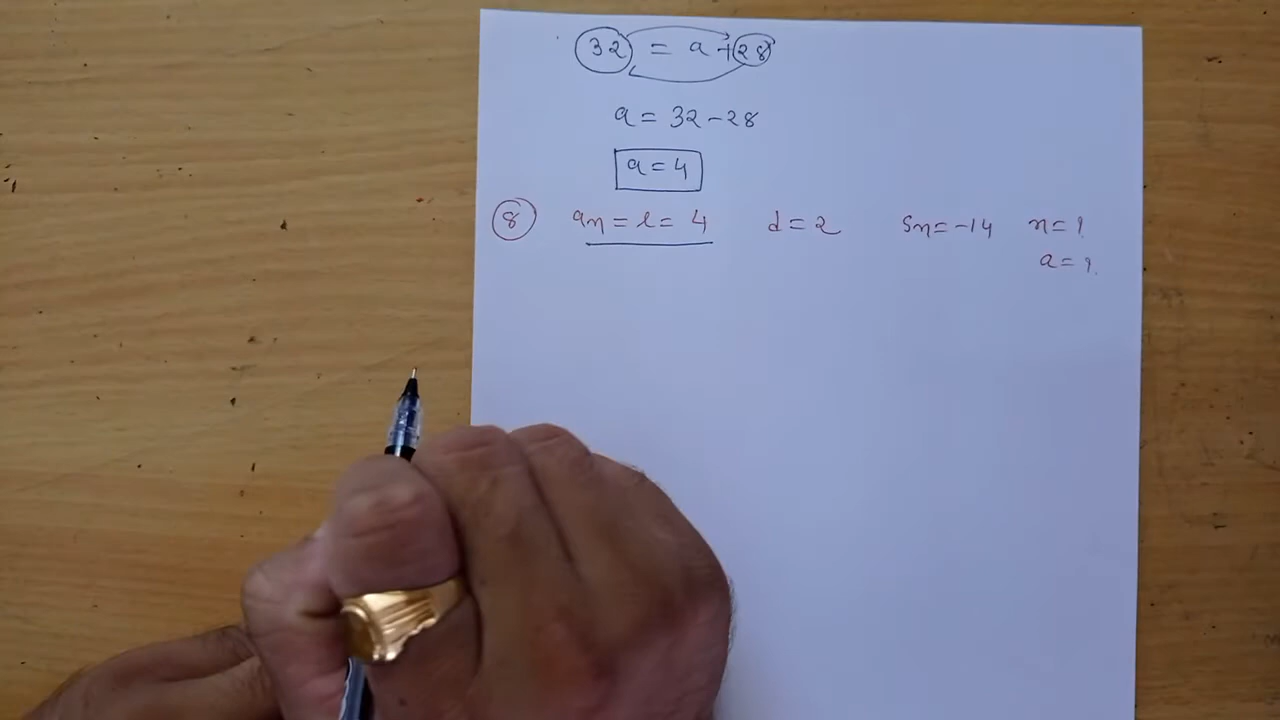 32 = a+28
a = 32-28
a = 4
8 an = l = 4 d = 2 Sn = -14 n = ?
a = ?